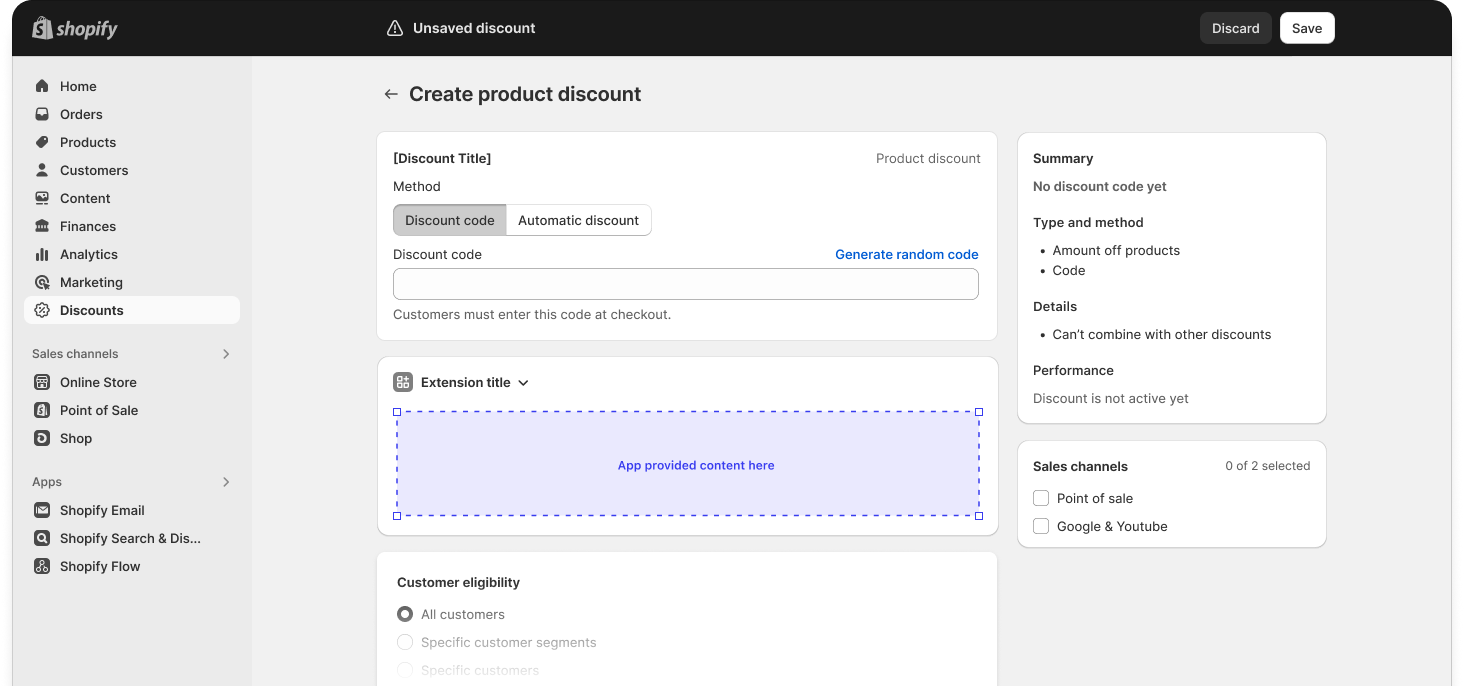 shopify
Unsaved discount
Discard
Save
Home
Orders
Products
Customers
Content
Finances
Analytics
Marketing
Discounts
Sales channels
Online Store
Point of Sale
Shop
Apps
Shopify Email
Shopify Search & Dis...
Shopify Flow
Create product discount
[Discount Title]
Product discount
Method
Discount code
Automatic discount
Discount code
Generate random code
Customers must enter this code at checkout.
Extension title
App provided content here
Customer eligibility
All customers
Specific customer segments
Specific customers
Summary
No discount code yet
Type and method
• Amount off products
• Code
Details
• Can’t combine with other discounts
Performance
Discount is not active yet
Sales channels
0 of 2 selected
Point of sale
Google & Youtube